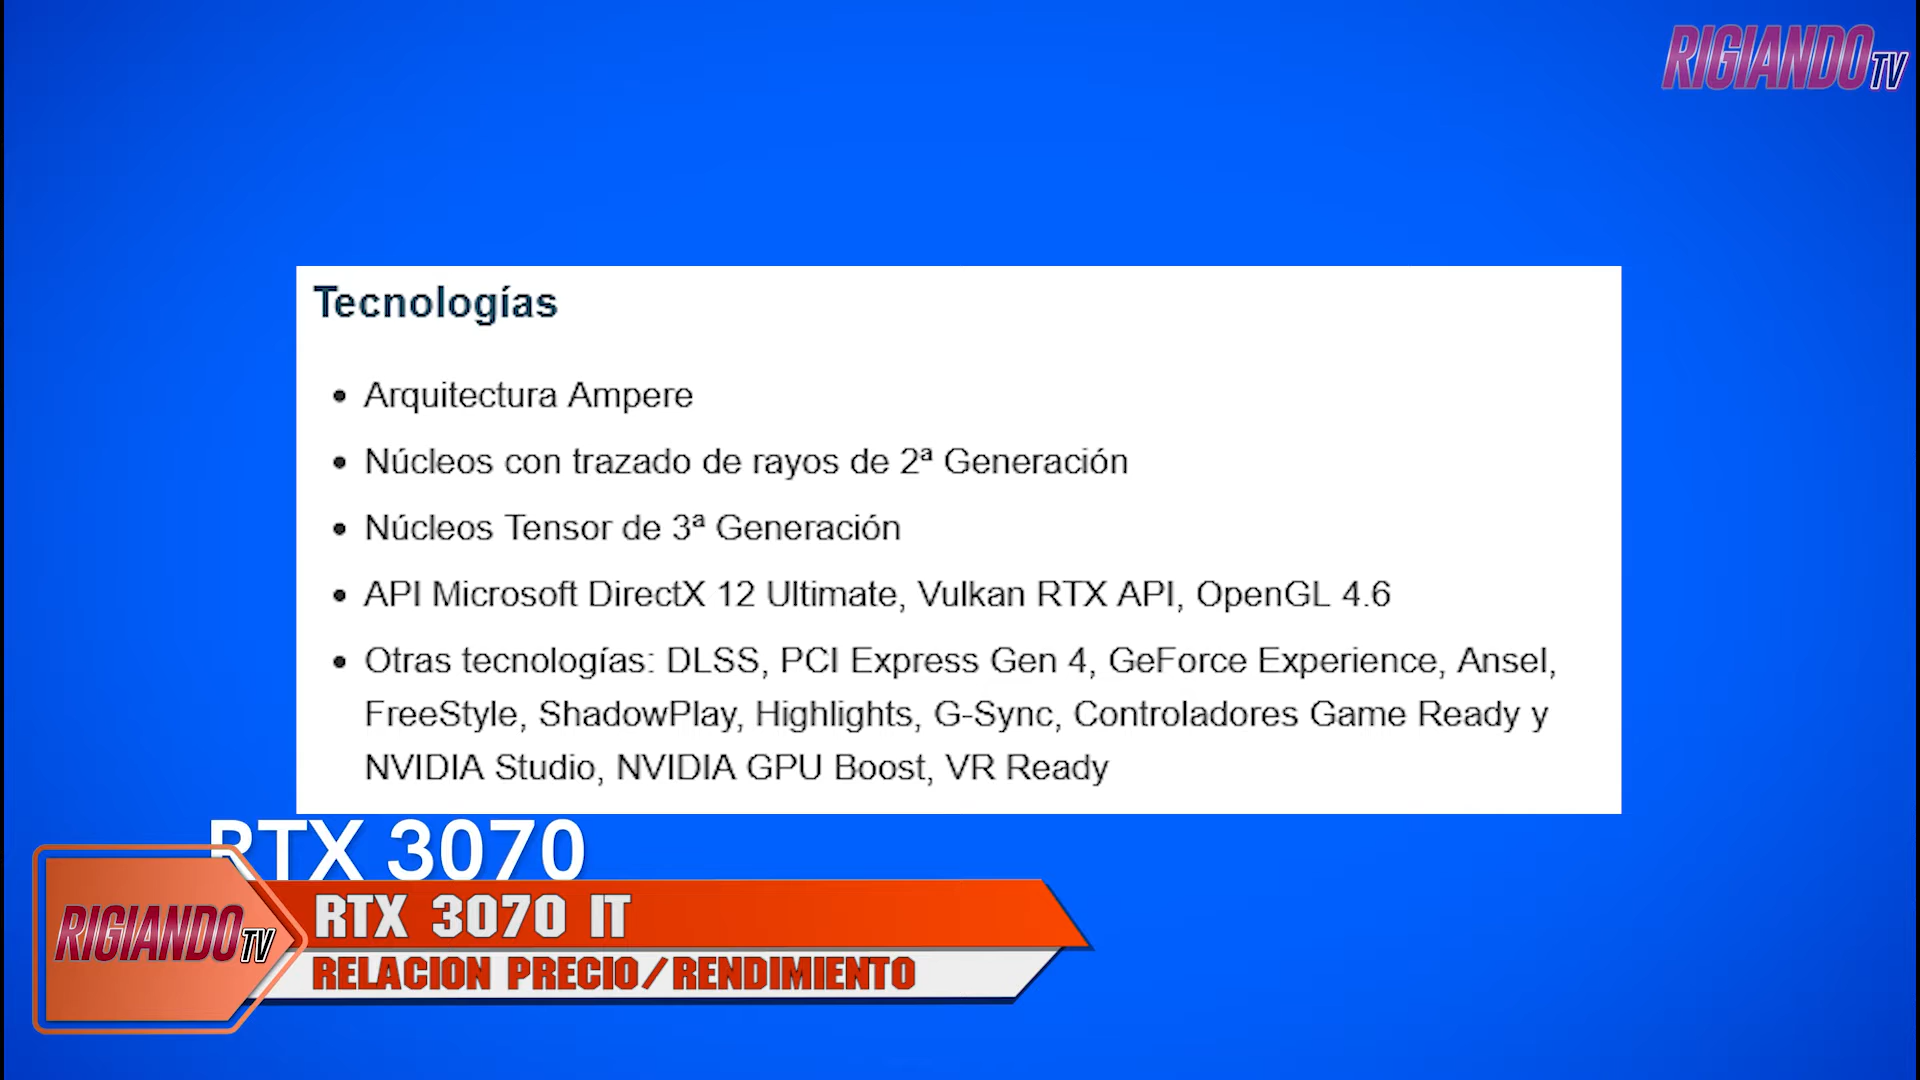 RIGIANDO TV
Tecnologías
Arquitectura Ampere
Núcleos con trazado de rayos de 2ª Generación
Núcleos Tensor de 3ª Generación
API Microsoft DirectX 12 Ultimate, Vulkan RTX API, OpenGL 4.6
Otras tecnologías: DLSS, PCI Express Gen 4, GeForce Experience, Ansel,
FreeStyle, ShadowPlay, Highlights, G-Sync, Controladores Game Ready y
NVIDIA Studio, NVIDIA GPU Boost, VR Ready
RTX 3070
RTX 3070 IT
RIGIANDO TV
RELACION PRECIO/RENDIMIENTO